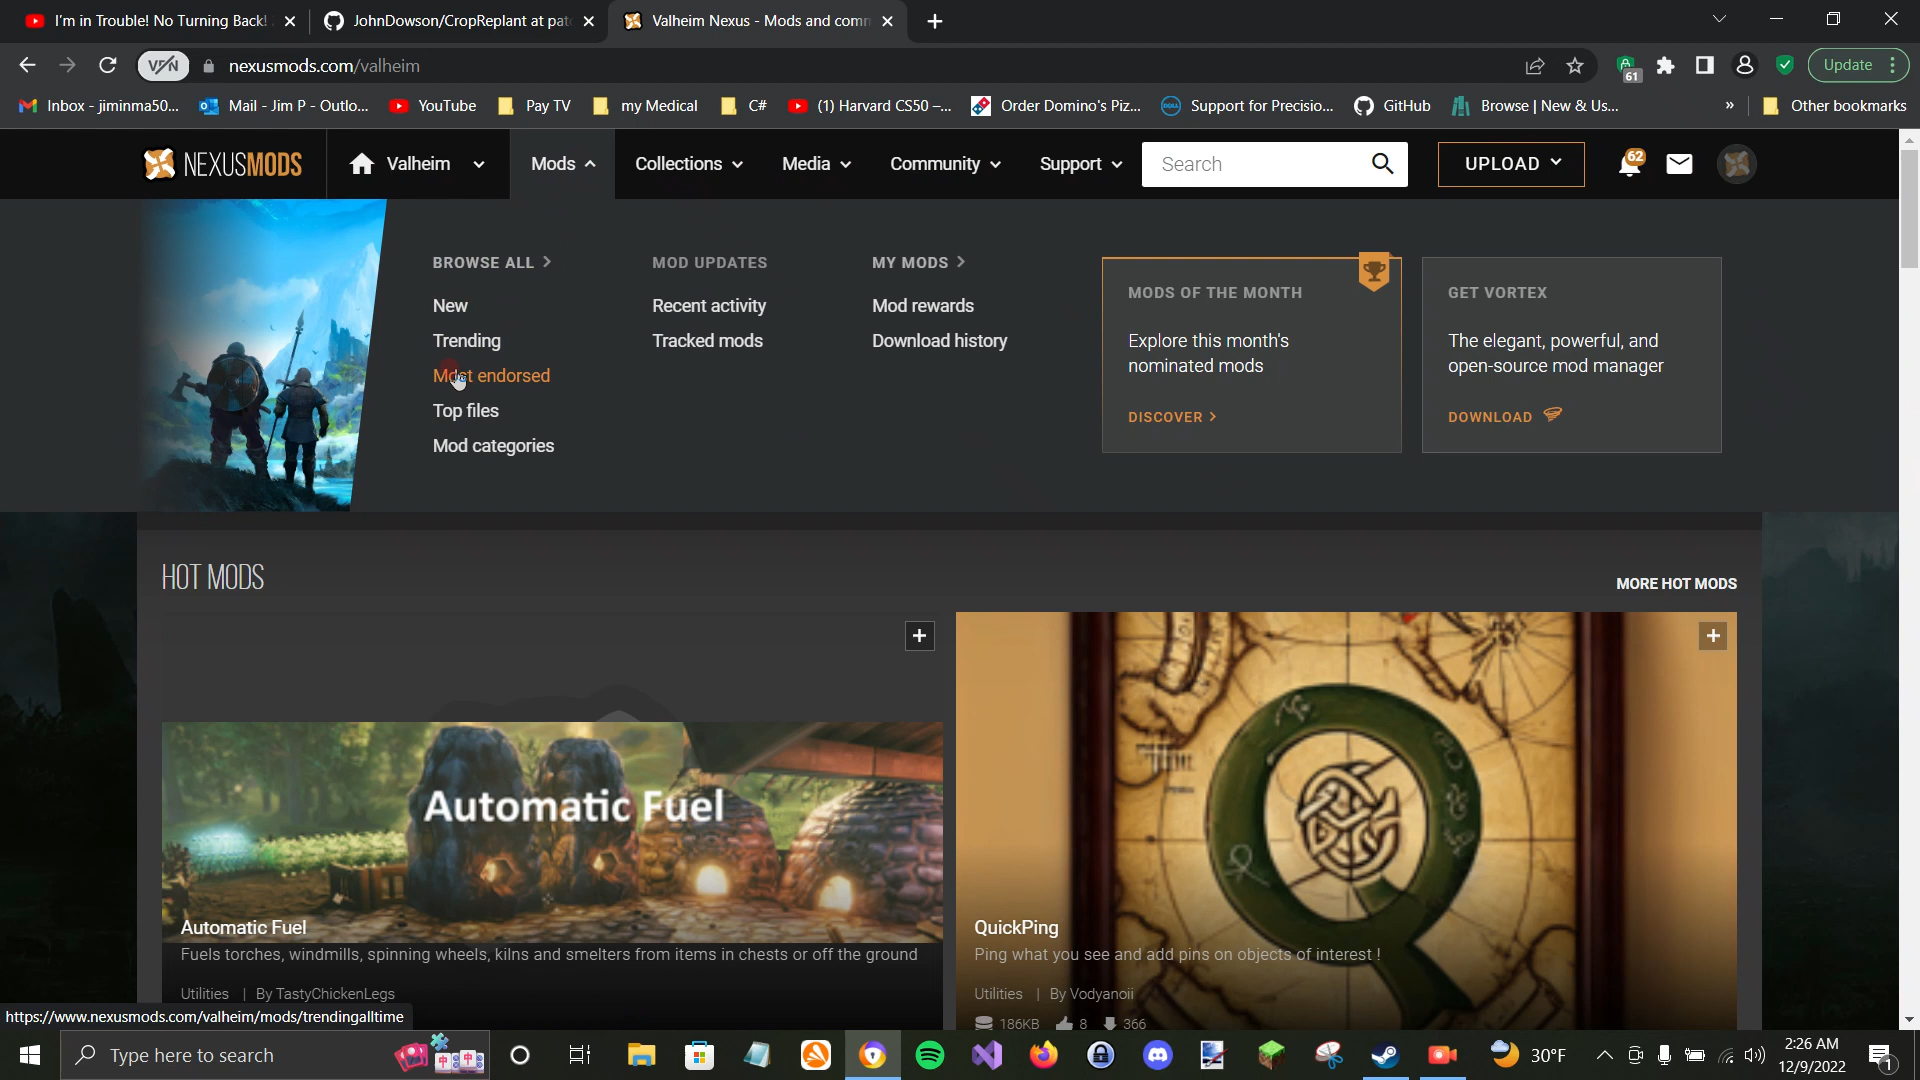 I'm in Trouble! No Turning Back!
JohnDowson/CropReplant at pat
Valheim Nexus - Mods and comm
VPN
nexusmods.com/valheim
61
Update
Inbox - jiminma50...
Mail - Jim P - Outlo...
YouTube
Pay TV
my Medical
C#
(1) Harvard CS50 –...
Order Domino's Piz...
Support for Precisio...
GitHub
Browse | New & Us...
»
Other bookmarks
NEXUSMODS
Valheim
Mods
Collections
Media
Community
Support
Search
UPLOAD
62
BROWSE ALL
New
Trending
Most endorsed
Top files
Mod categories
MOD UPDATES
Recent activity
Tracked mods
MY MODS
Mod rewards
Download history
MODS OF THE MONTH
Explore this month's
nominated mods
DISCOVER
GET VORTEX
The elegant, powerful, and
open-source mod manager
DOWNLOAD
HOT MODS
MORE HOT MODS
Automatic Fuel
Automatic Fuel
Fuels torches, windmills, spinning wheels, kilns and smelters from items in chests or off the ground
Utilities | By TastyChickenLegs
QuickPing
Ping what you see and add pins on objects of interest !
Utilities | By Vodyanoii
186KB 8 366
https://www.nexusmods.com/valheim/mods/trendingalltime
Type here to search
30°F
2:26 AM
12/9/2022
1